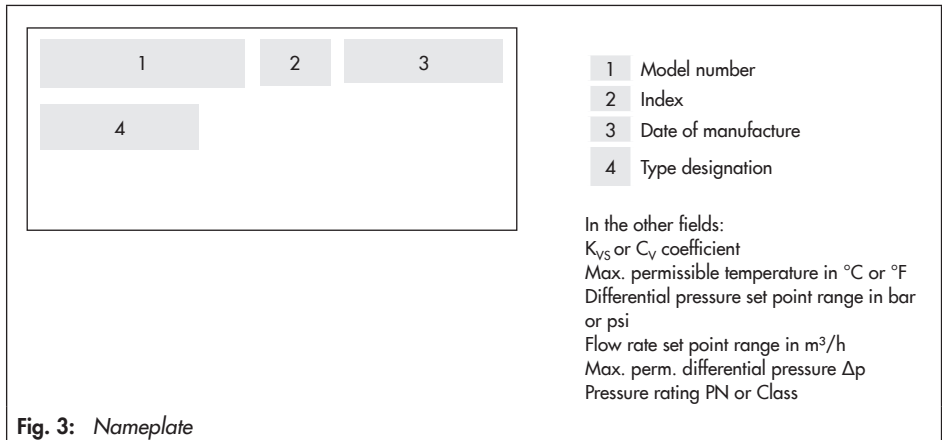 1 2 3
4
1 Model number
2 Index
3 Date of manufacture
4 Type designation
In the other fields:
K_VS or C_V coefficient
Max. permissible temperature in °C or °F
Differential pressure set point range in bar
or psi
Flow rate set point range in m³/h
Max. perm. differential pressure Δp
Pressure rating PN or Class
Fig. 3: Nameplate